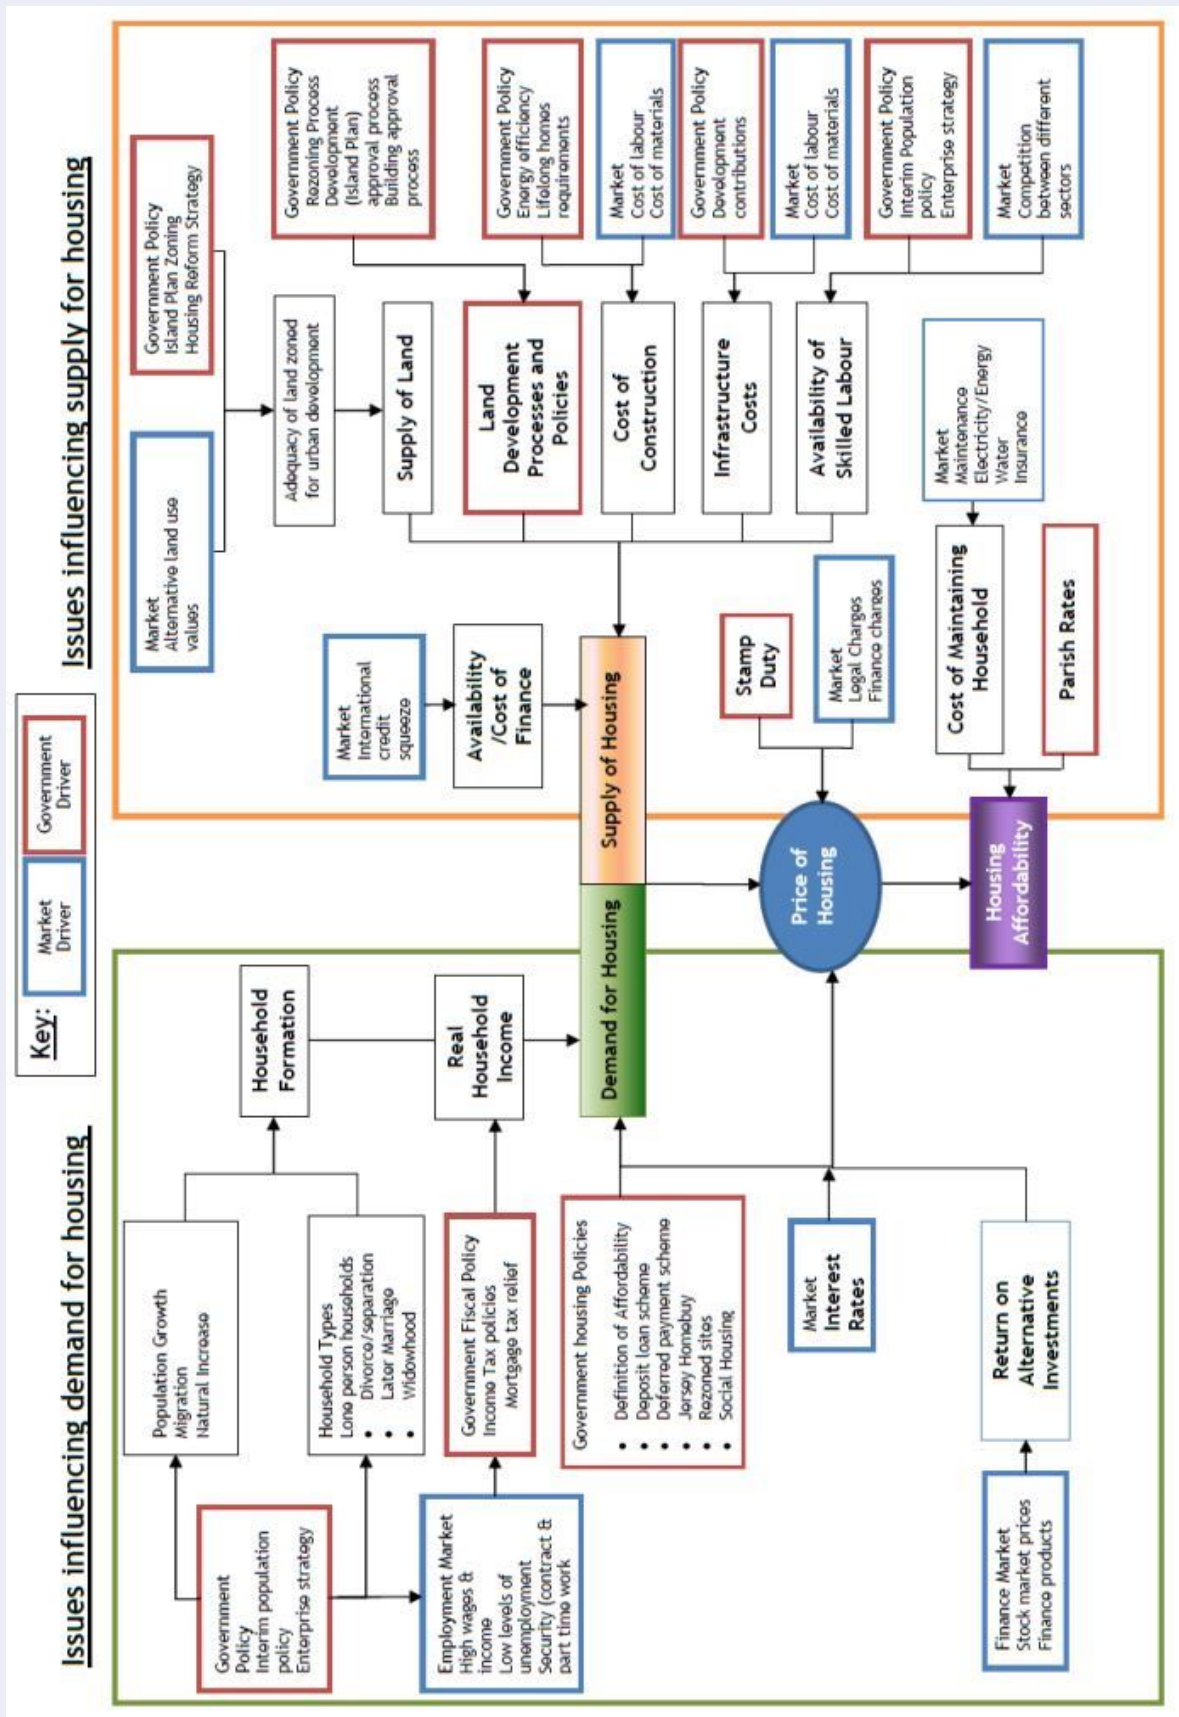 Issues influencing demand for housing
Key:
Market
Driver
Government
Driver
Issues influencing supply for housing
Government
Policy
Interim population
policy
Enterprise strategy
Population Growth
Migration
Natural Increase
Household Types
Lone person households
• Divorce/separation
• Later Marriage
• Widowhood
Household
Formation
Employment Market
High wages &
income
Low levels of
unemployment
Security (contract &
part time work
Government Fiscal Policy
Income Tax policies
Mortgage tax relief
Real
Household
Income
Government housing Policies
• Definition of Affordability
• Deposit loan scheme
• Deferred payment scheme
• Jersey Homebuy
• Rezoned sites
• Social Housing
Demand for Housing
Market
Interest
Rates
Finance Market
Stock market prices
Finance products
Return on
Alternative
Investments
Supply of Housing
Price of
Housing
Housing
Affordability
Market
Alternative land use
values
Government Policy
Island Plan Zoning
Housing Reform Strategy
Adequacy of land zoned
for urban development
Government Policy
Rezoning Process
Development
(Island Plan)
approval process
Building approval
process
Market
International
credit
squeeze
Availability
/Cost of
Finance
Supply of Land
Land
Development
Processes and
Policies
Government Policy
Energy efficiency
Lifelong homes
requirements
Market
Cost of labour
Cost of materials
Cost of
Construction
Government Policy
Development
contributions
Market
Cost of labour
Cost of materials
Infrastructure
Costs
Government Policy
Interim Population
policy
Enterprise strategy
Market
Competition
between different
sectors
Availability of
Skilled Labour
Stamp
Duty
Market
Legal Charges
Finance charges
Market
Maintenance
Electricity/Energy
Water
Insurance
Cost of Maintaining
Household
Parish Rates